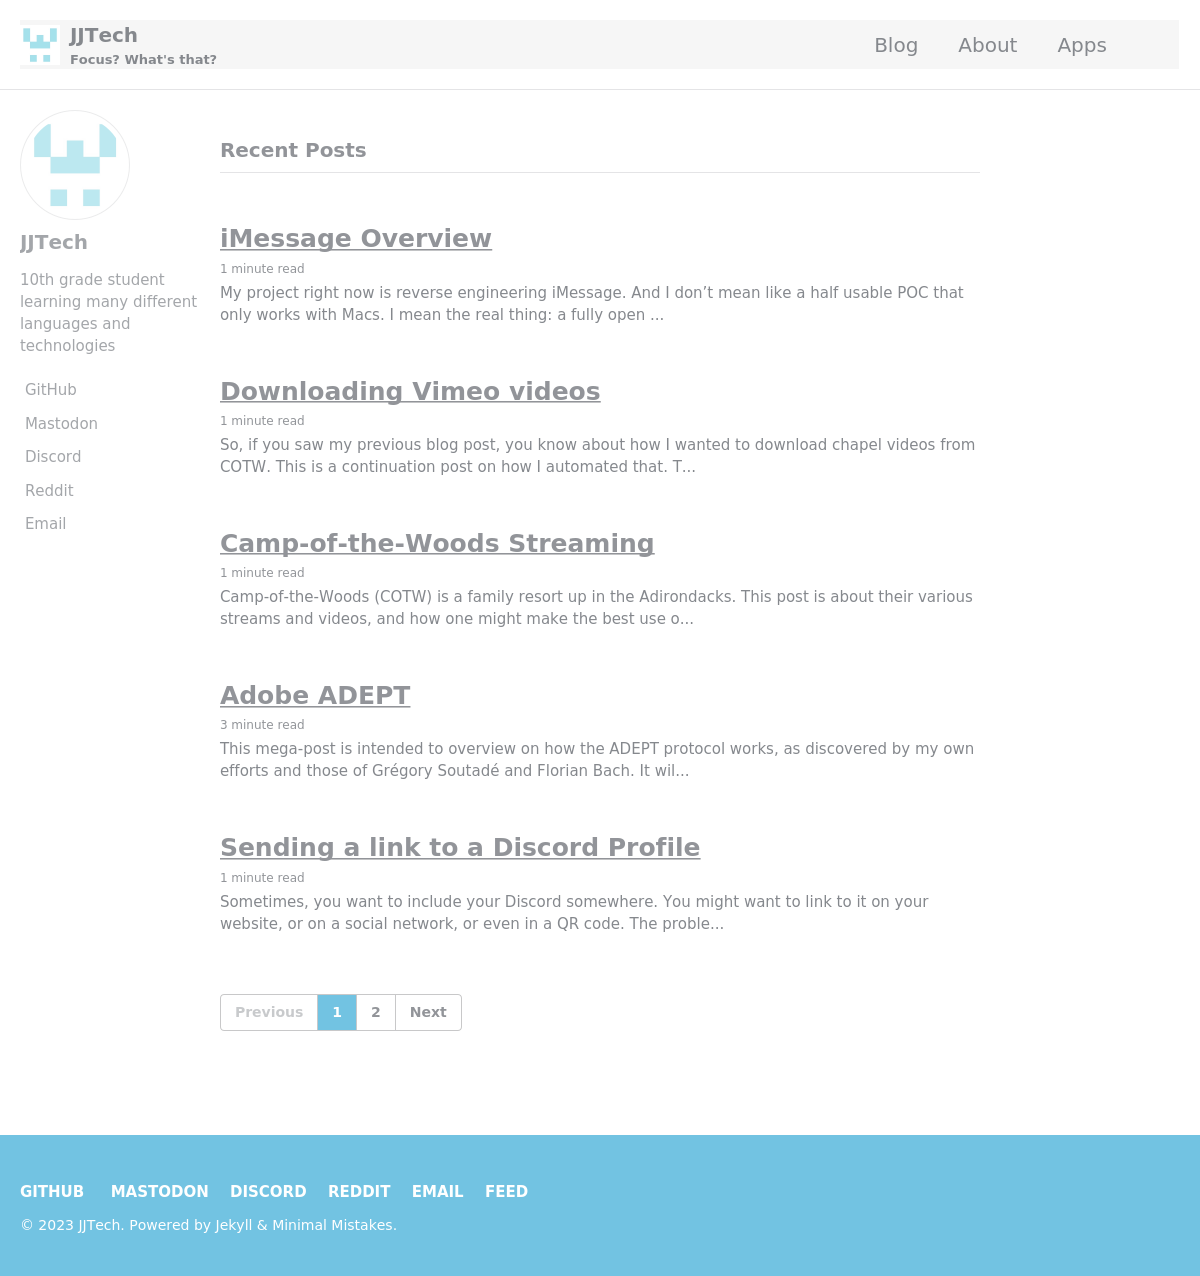 JJTech
Focus? What's that?
Blog About Apps
JJTech
10th grade student
learning many different
languages and
technologies
GitHub
Mastodon
Discord
Reddit
Email
Recent Posts
iMessage Overview
1 minute read
My project right now is reverse engineering iMessage. And I don’t mean like a half usable POC that
only works with Macs. I mean the real thing: a fully open ...
Downloading Vimeo videos
1 minute read
So, if you saw my previous blog post, you know about how I wanted to download chapel videos from
COTW. This is a continuation post on how I automated that. T...
Camp-of-the-Woods Streaming
1 minute read
Camp-of-the-Woods (COTW) is a family resort up in the Adirondacks. This post is about their various
streams and videos, and how one might make the best use o...
Adobe ADEPT
3 minute read
This mega-post is intended to overview on how the ADEPT protocol works, as discovered by my own
efforts and those of Grégory Soutadé and Florian Bach. It wil...
Sending a link to a Discord Profile
1 minute read
Sometimes, you want to include your Discord somewhere. You might want to link to it on your
website, or on a social network, or even in a QR code. The proble...
Previous 1 2 Next
GITHUB MASTODON DISCORD REDDIT EMAIL FEED
© 2023 JJTech. Powered by Jekyll & Minimal Mistakes.